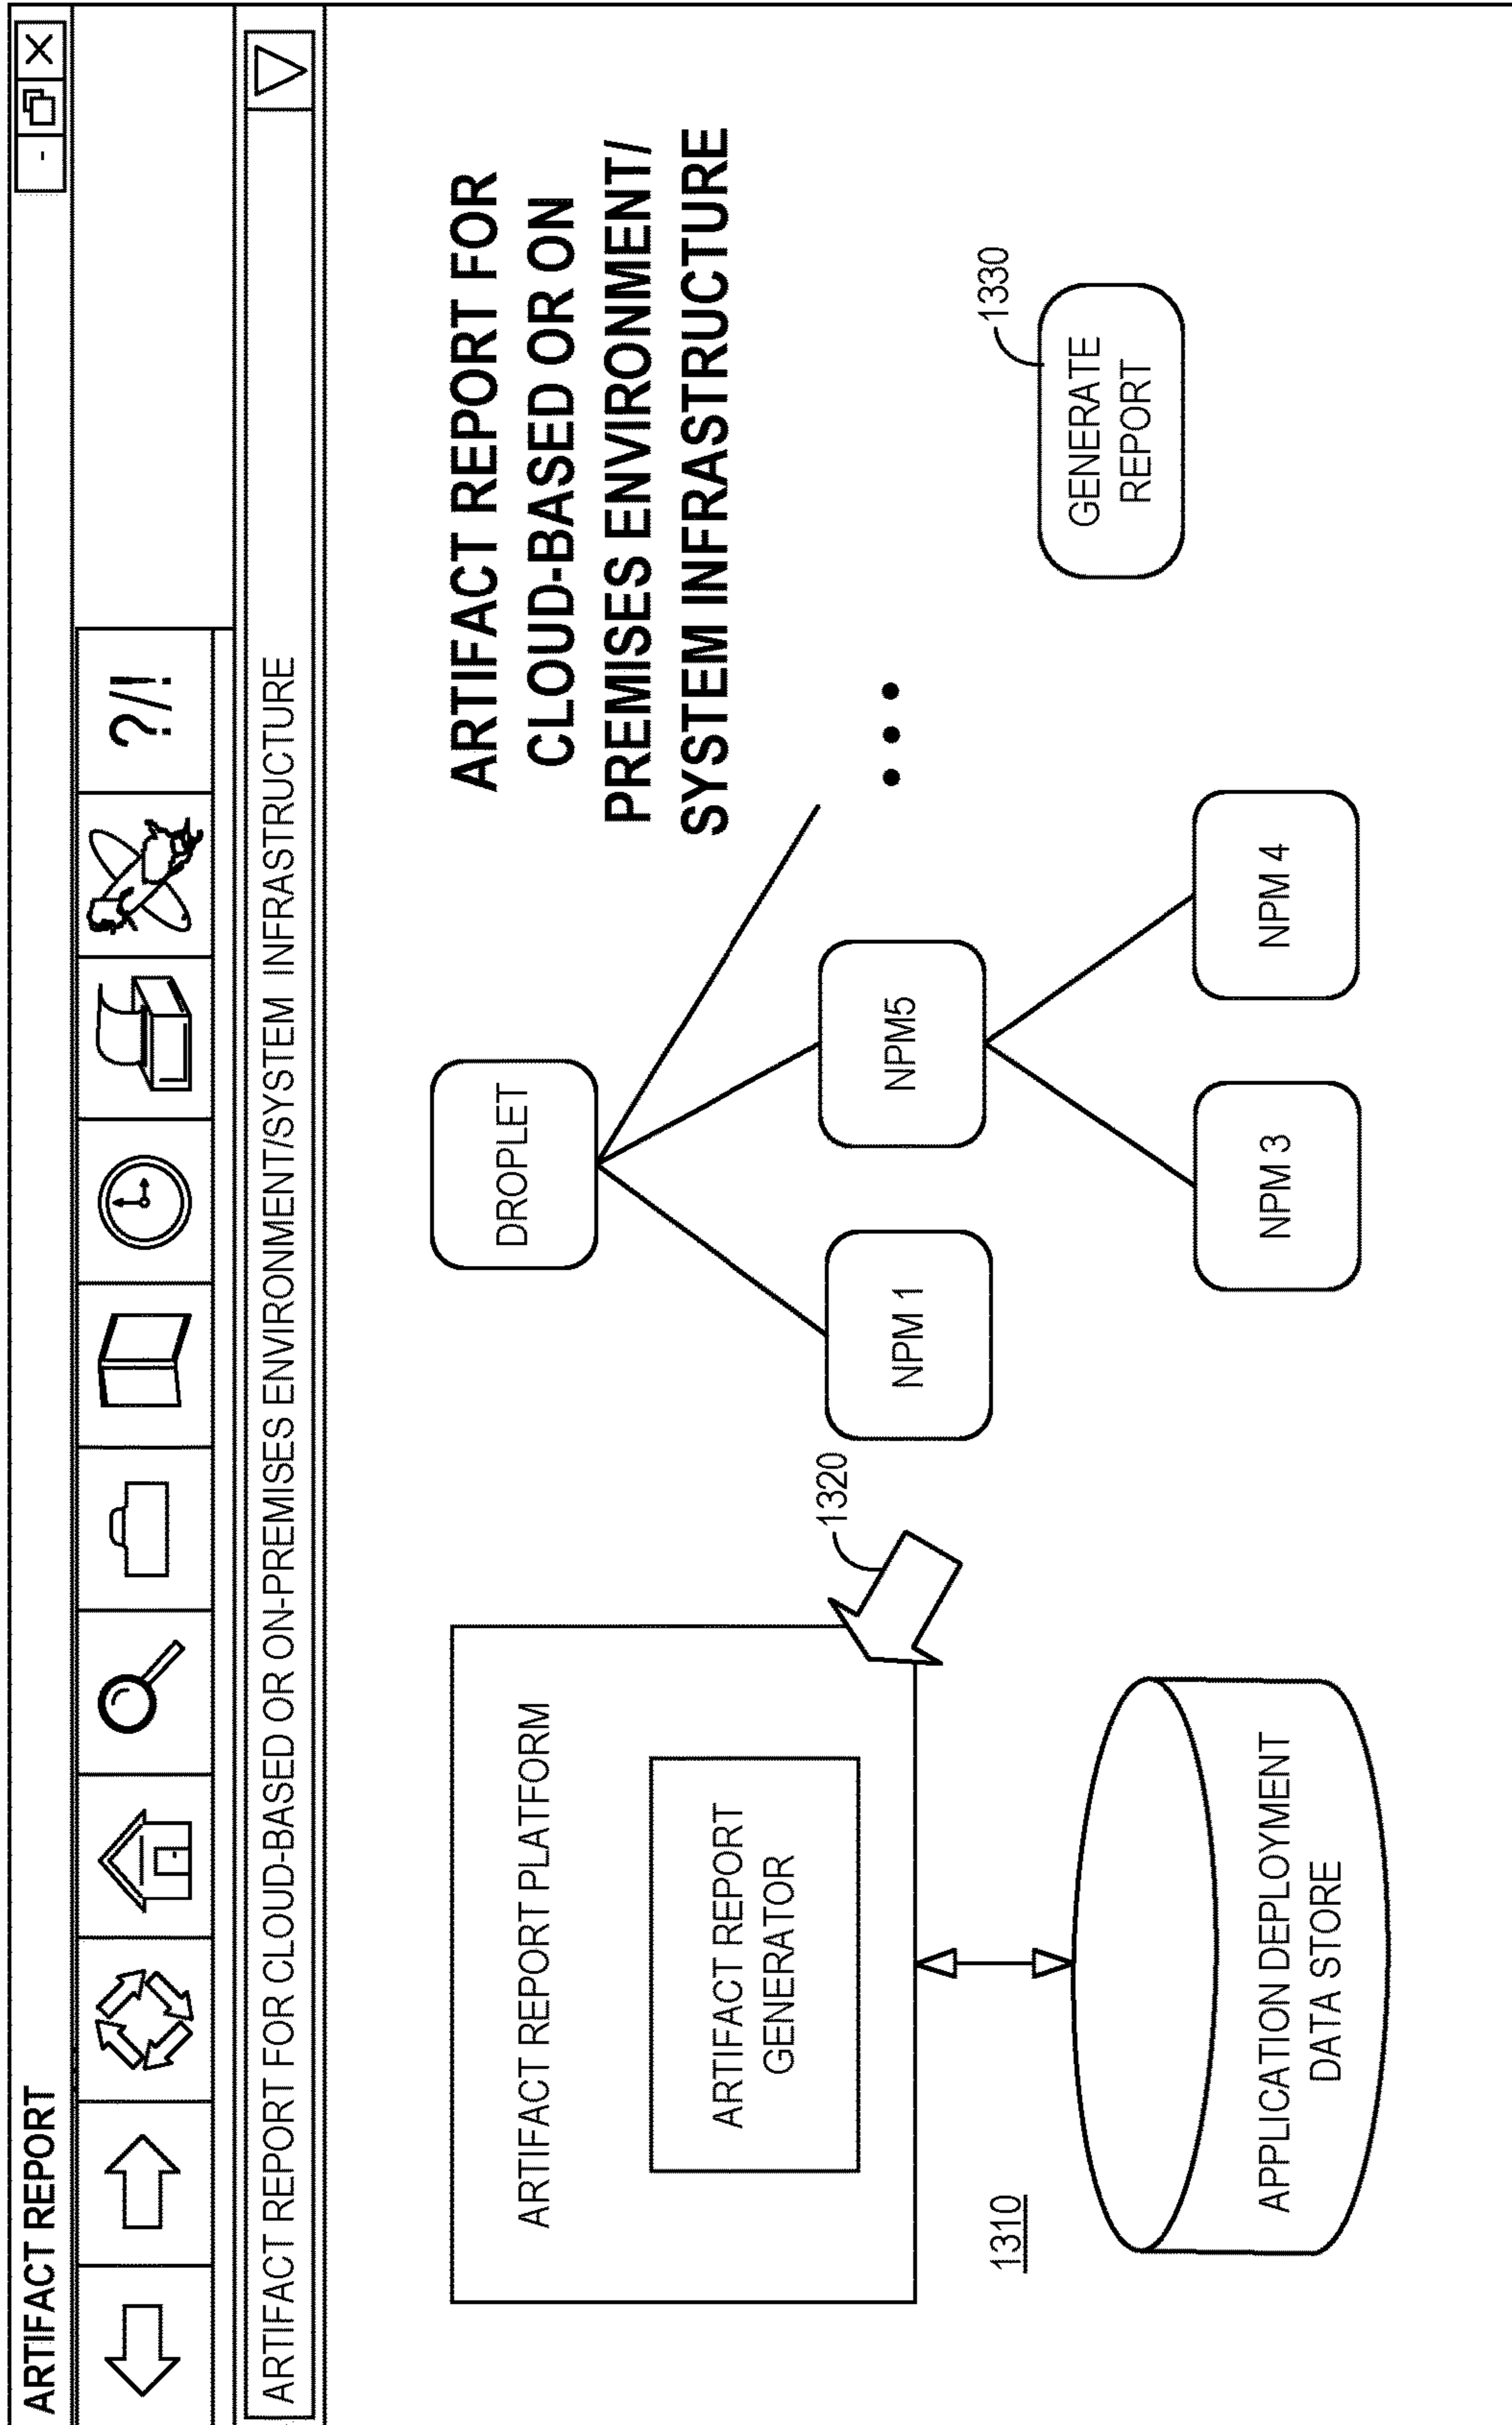 ARTIFACT REPORT
- X
?/!
ARTIFACT REPORT FOR CLOUD-BASED OR ON-PREMISES ENVIRONMENT/SYSTEM INFRASTRUCTURE
ARTIFACT REPORT FOR
CLOUD-BASED OR ON
PREMISES ENVIRONMENT/
SYSTEM INFRASTRUCTURE
ARTIFACT REPORT PLATFORM
ARTIFACT REPORT
GENERATOR
1310
APPLICATION DEPLOYMENT
DATA STORE
1320
DROPLET
NPM 1
NPM5
• • •
NPM 3
NPM 4
1330
GENERATE
REPORT